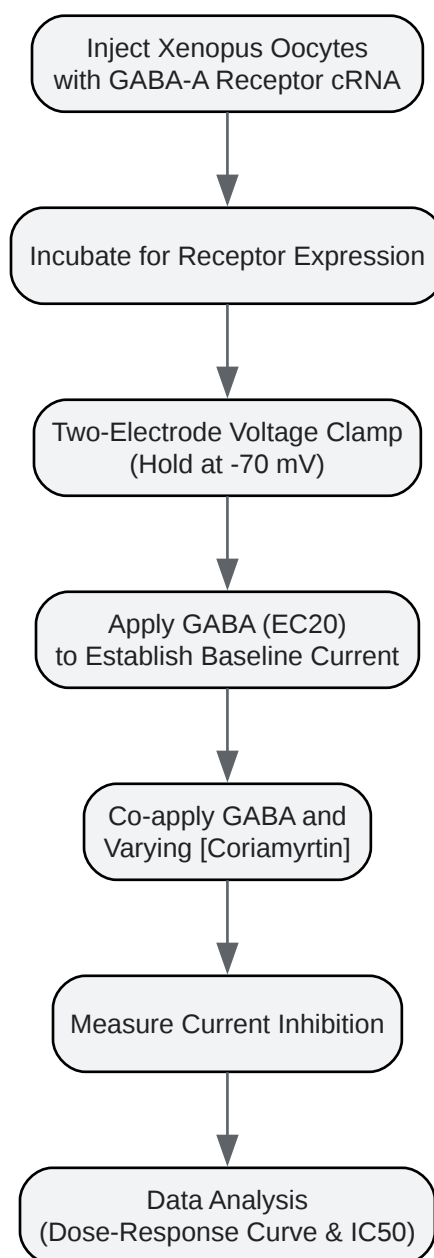 Inject Xenopus Oocytes
with GABA-A Receptor cRNA
Incubate for Receptor Expression
Two-Electrode Voltage Clamp
(Hold at -70 mV)
Apply GABA (EC20)
to Establish Baseline Current
Co-apply GABA and
Varying [Coriamyrtin]
Measure Current Inhibition
Data Analysis
(Dose-Response Curve & IC50)